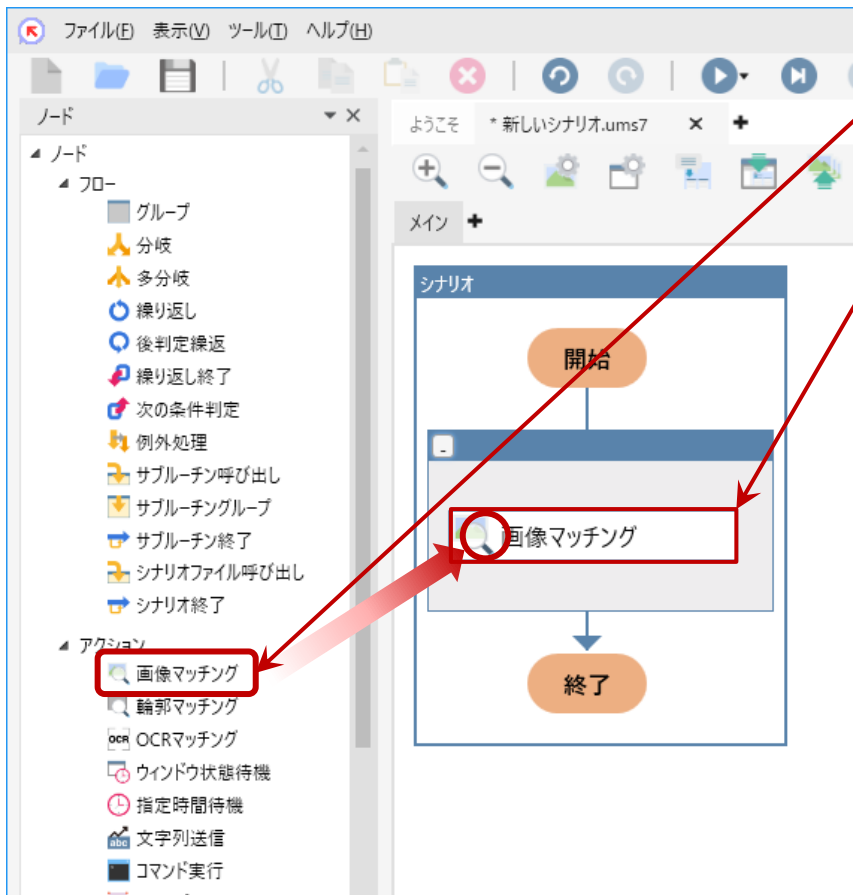 ファイル(F) 表示(V) ツール(T) ヘルプ(H)
ノード
ノード
フロー
グループ
分岐
多分岐
繰り返し
後判定繰返
繰り返し終了
次の条件判定
例外処理
サブルーチン呼び出し
サブルーチングループ
サブルーチン終了
シナリオファイル呼び出し
シナリオ終了
アクション
画像マッチング
輪郭マッチング
OCR OCRマッチング
ウィンドウ状態待機
指定時間待機
abc 文字列送信
コマンド実行
ようこそ * 新しいシナリオ.ums7
メイン
シナリオ
開始
画像マッチング
終了